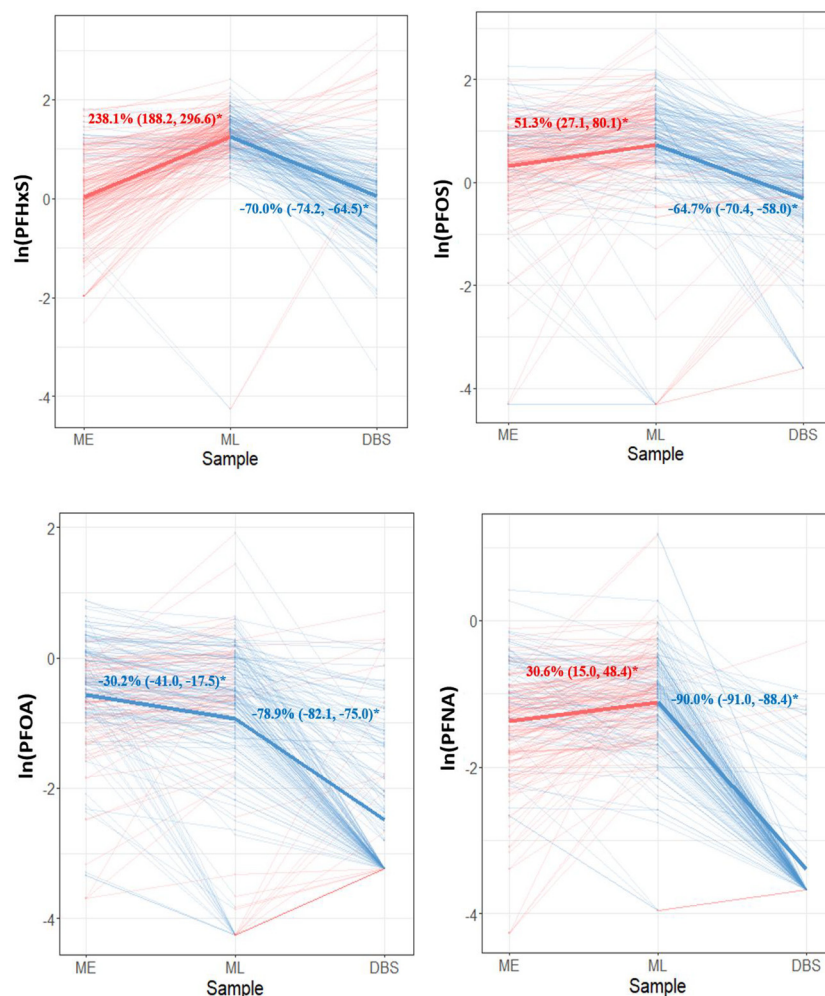 2
0
-2
-4
ln(PFHxS)
238.1% (188.2, 296.6)*
-70.0% (-74.2, -64.5)*
ME ML DBS
Sample
2
0
-2
-4
ln(PFOS)
51.3% (27.1, 80.1)*
-64.7% (-70.4, -58.0)*
ME ML DBS
Sample
2
0
-2
-4
ln(PFOA)
-30.2% (-41.0, -17.5)*
-78.9% (-82.1, -75.0)*
ME ML DBS
Sample
0
-2
-4
ln(PFNA)
30.6% (15.0, 48.4)*
-90.0% (-91.0, -88.4)*
ME ML DBS
Sample